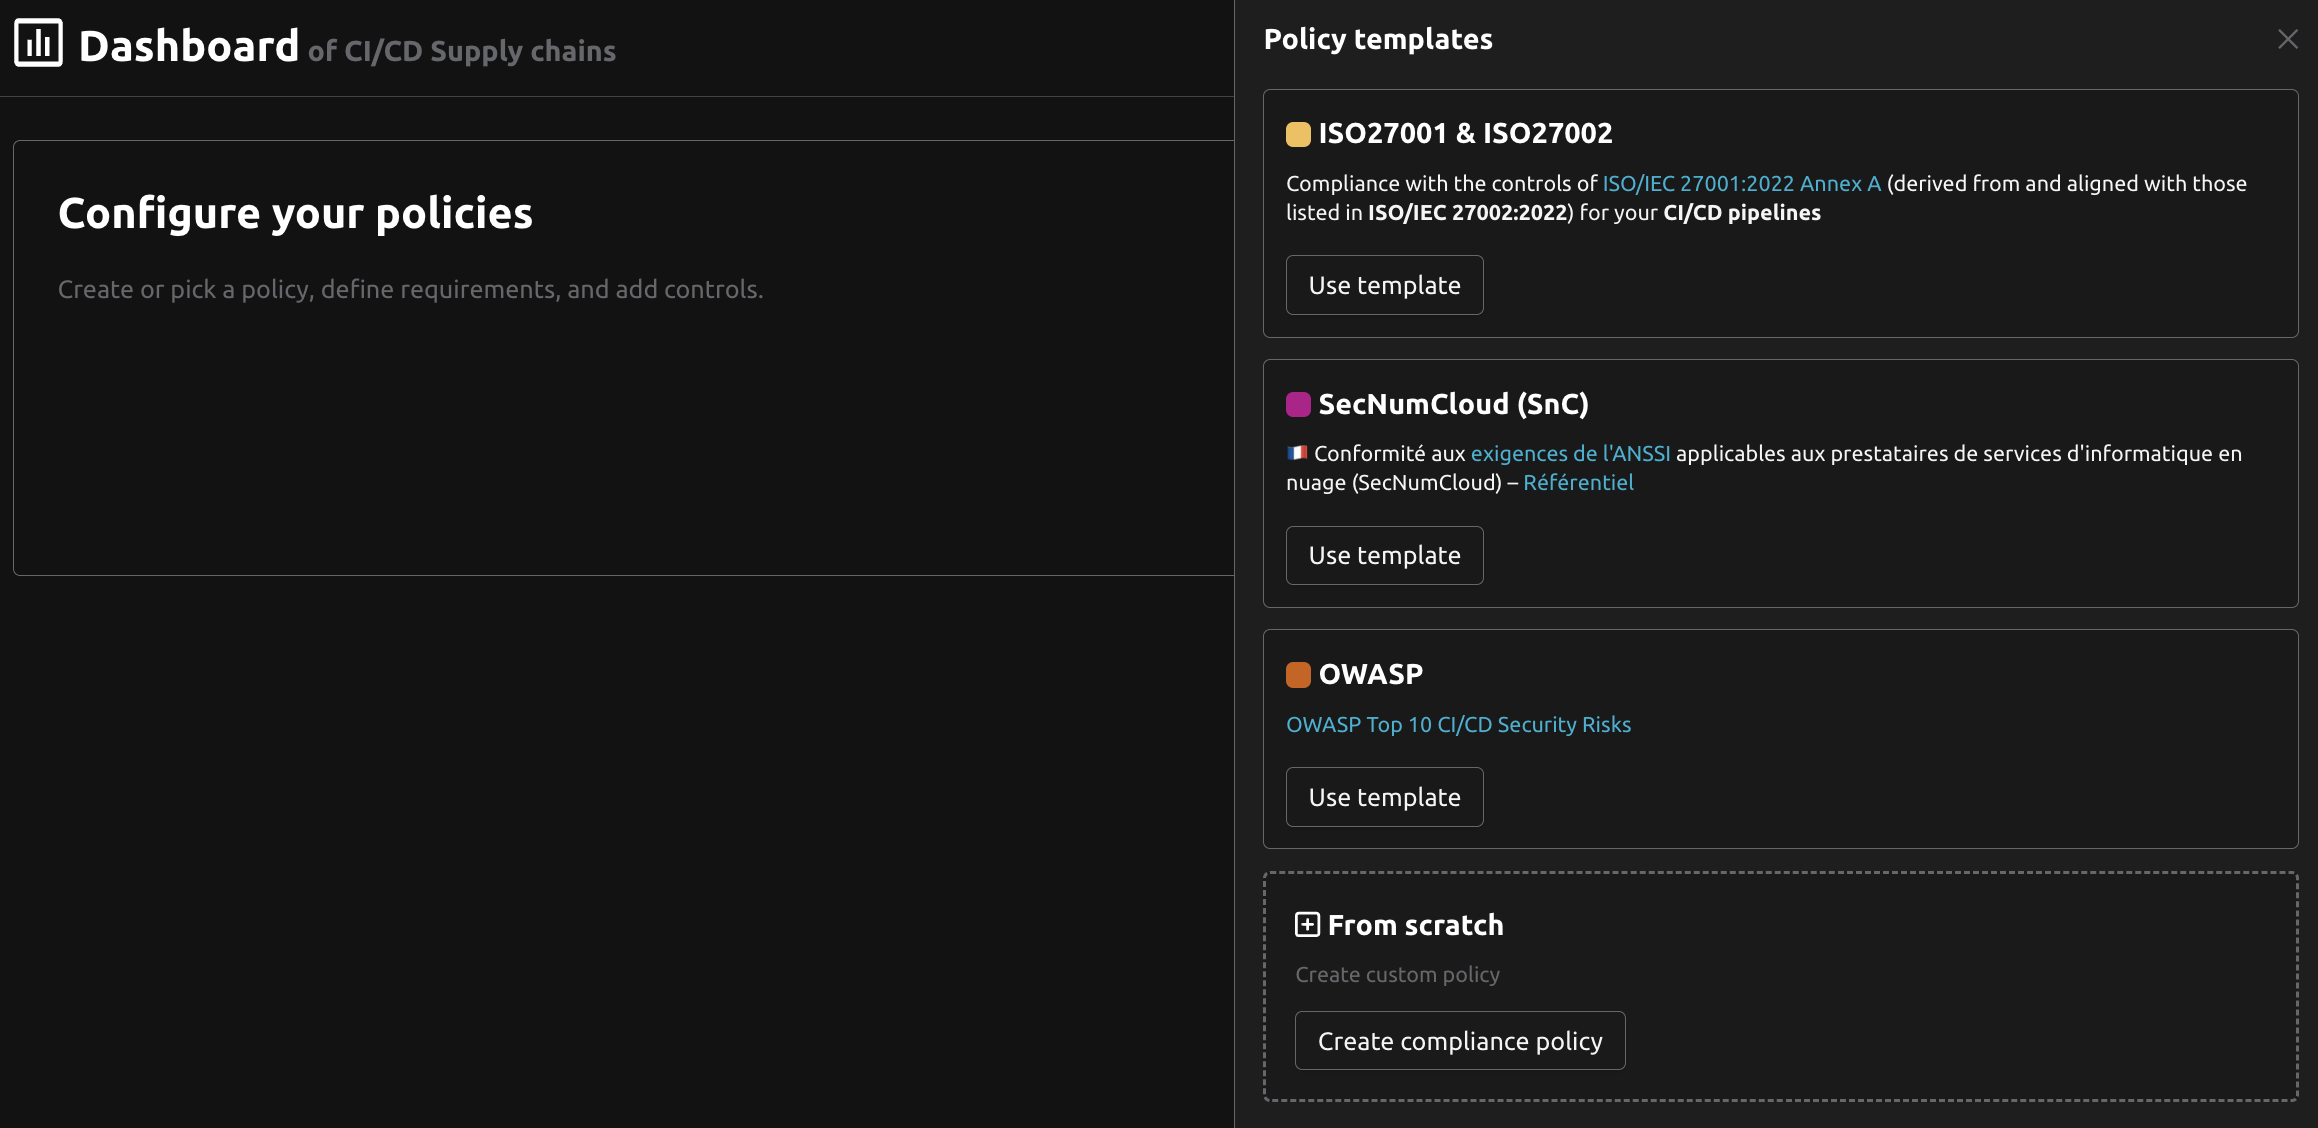 Dashboard of CI/CD Supply chains
Configure your policies
Create or pick a policy, define requirements, and add controls.
Policy templates
ISO27001 & ISO27002
Compliance with the controls of ISO/IEC 27001:2022 Annex A (derived from and aligned with those
listed in ISO/IEC 27002:2022) for your CI/CD pipelines
Use template
SecNumCloud (SnC)
🇫🇷 Conformité aux exigences de l'ANSSI applicables aux prestataires de services d'informatique en
nuage (SecNumCloud) – Référentiel
Use template
OWASP
OWASP Top 10 CI/CD Security Risks
Use template
From scratch
Create custom policy
Create compliance policy